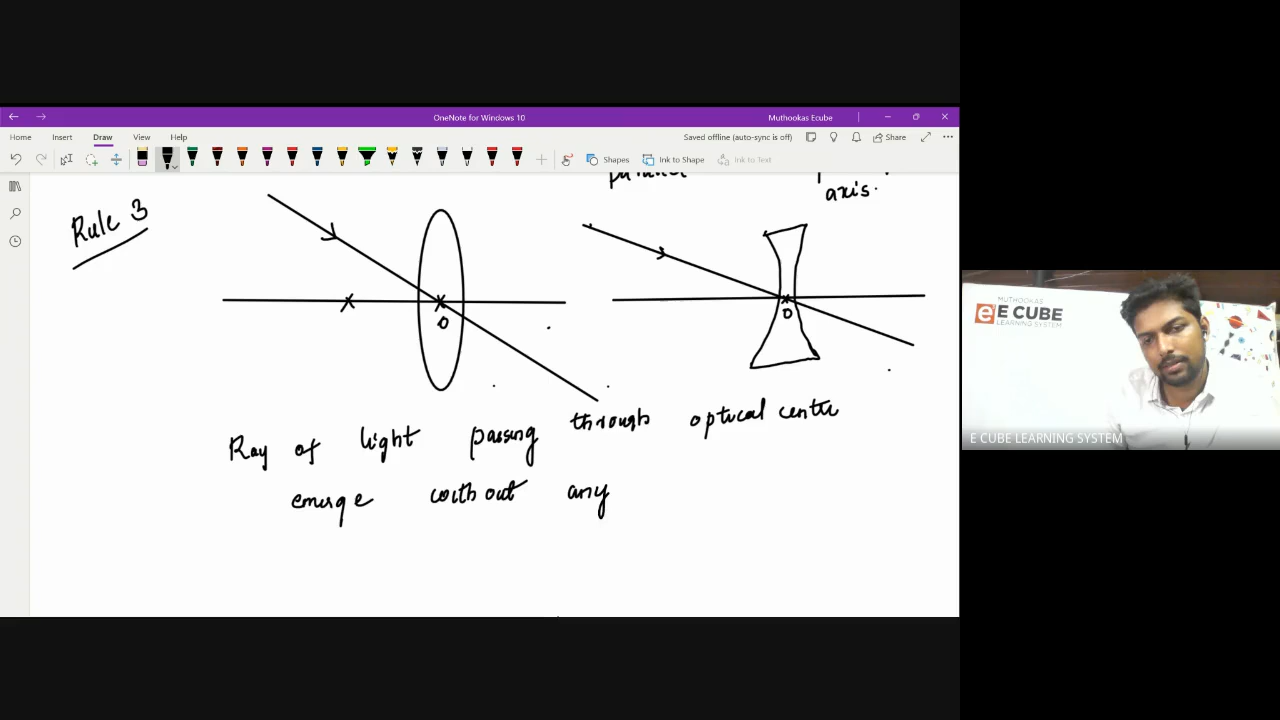 OneNote for Windows 10
Muthookas Ecube
Home Insert Draw View Help
Saved offline (auto-sync is off)
Share
Shapes
Ink to Shape
Ink to Text
parallel
axis.
Rule 3
O
O
Ray of light passing through optical centre
emerge without any
MUTHOOKAS
e E CUBE
LEARNING SYSTEM
E CUBE LEARNING SYSTEM